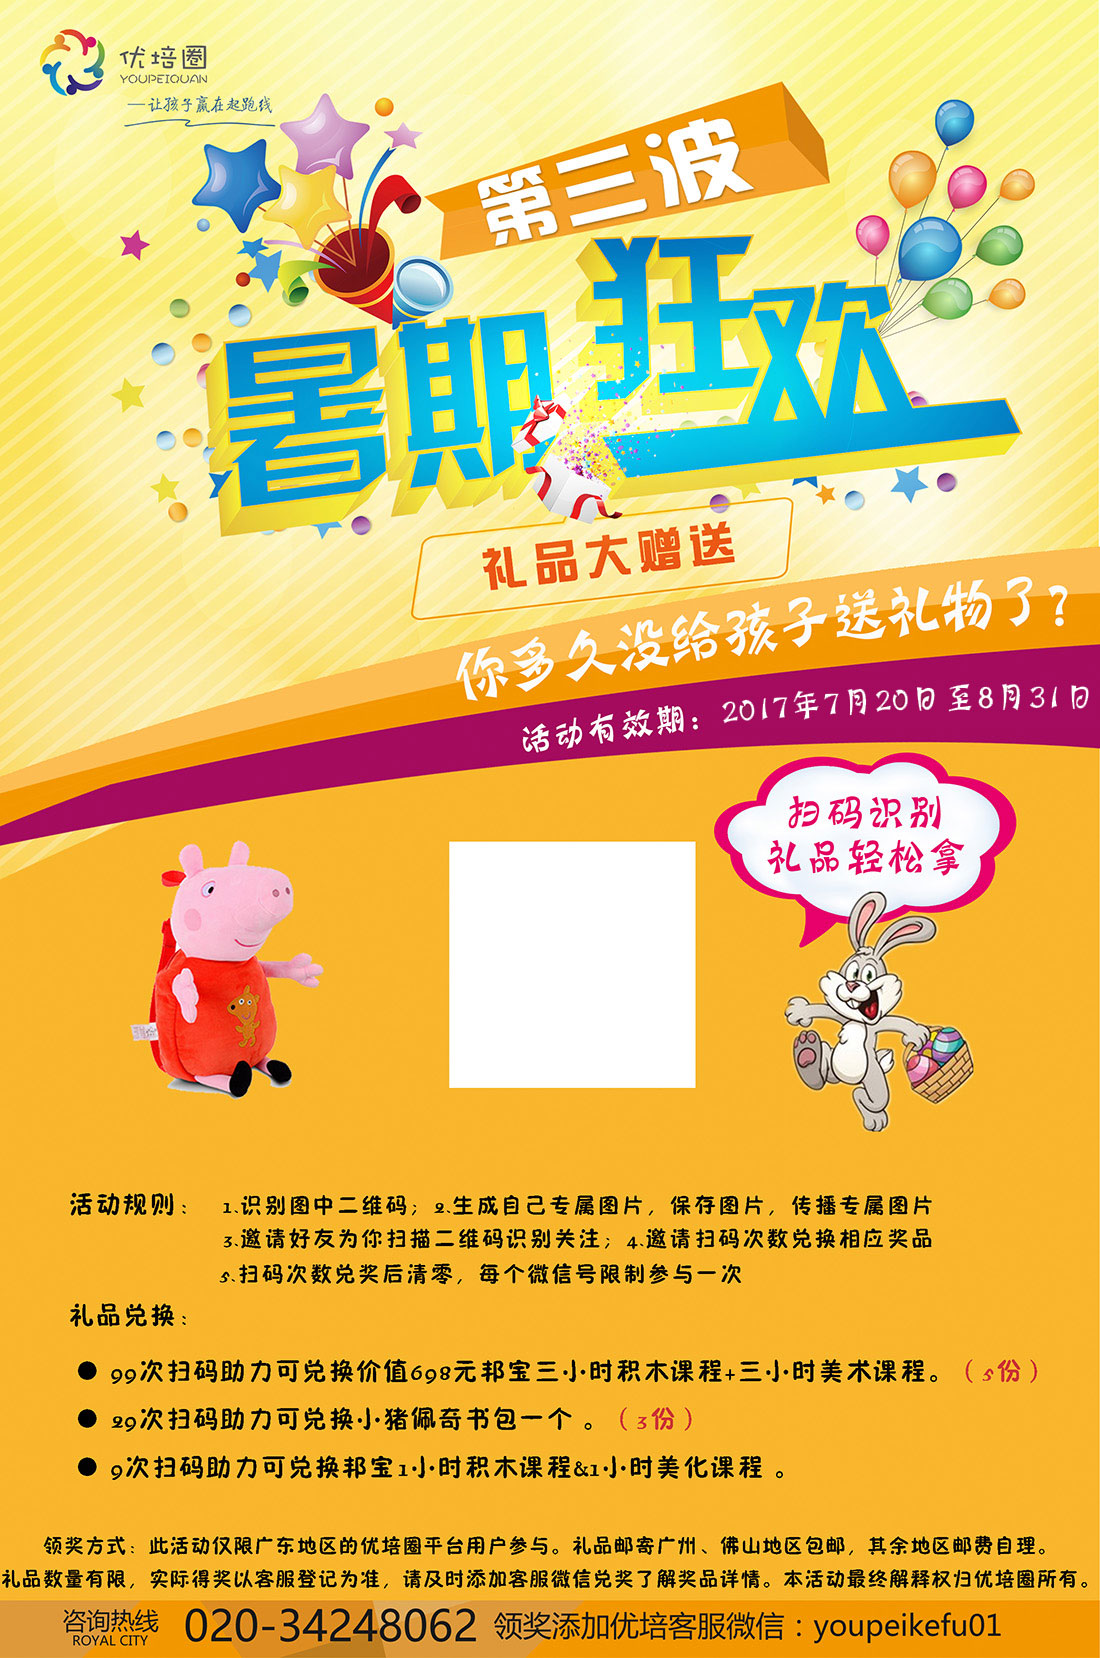 优培圈
YOUPEIQUAN
—让孩子赢在起跑线
第三波
暑期狂欢
礼品大赠送
你多久没给孩子送礼物了？
活动有效期：2017年7月20日至8月31日
扫码识别
礼品轻松拿
活动规则： 1.识别图中二维码；2.生成自己专属图片，保存图片，传播专属图片
3.邀请好友为你扫描二维码识别关注；4.邀请扫码次数兑换相应奖品
5.扫码次数兑奖后清零，每个微信号限制参与一次
礼品兑换：
● 99次扫码助力可兑换价值698元邦宝三小时积木课程+三小时美术课程。（5份）
● 29次扫码助力可兑换小猪佩奇书包一个 。（3份）
● 9次扫码助力可兑换邦宝1小时积木课程&1小时美化课程 。
领奖方式：此活动仅限广东地区的优培圈平台用户参与。礼品邮寄广州、佛山地区包邮，其余地区邮费自理。
礼品数量有限，实际得奖以客服登记为准，请及时添加客服微信兑奖了解奖品详情。本活动最终解释权归优培圈所有。
咨询热线 020-34248062 领奖添加优培客服微信：youpeikefu01
ROYAL CITY